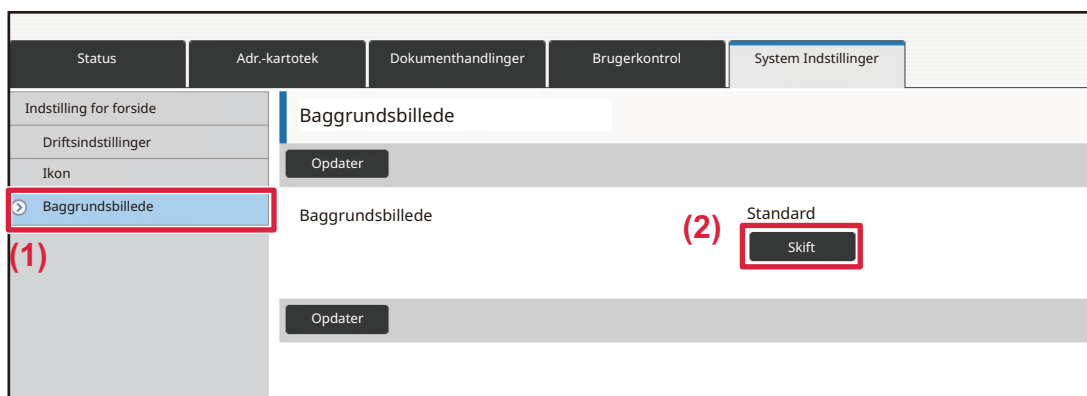 Status
Adr.-kartotek
Dokumenthandlinger
Brugerkontrol
System Indstillinger
Indstilling for forside
Driftsindstillinger
Ikon
Baggrundsbillede
(1)
Baggrundsbillede
Opdater
Baggrundsbillede
(2)
Standard
Skift
Opdater